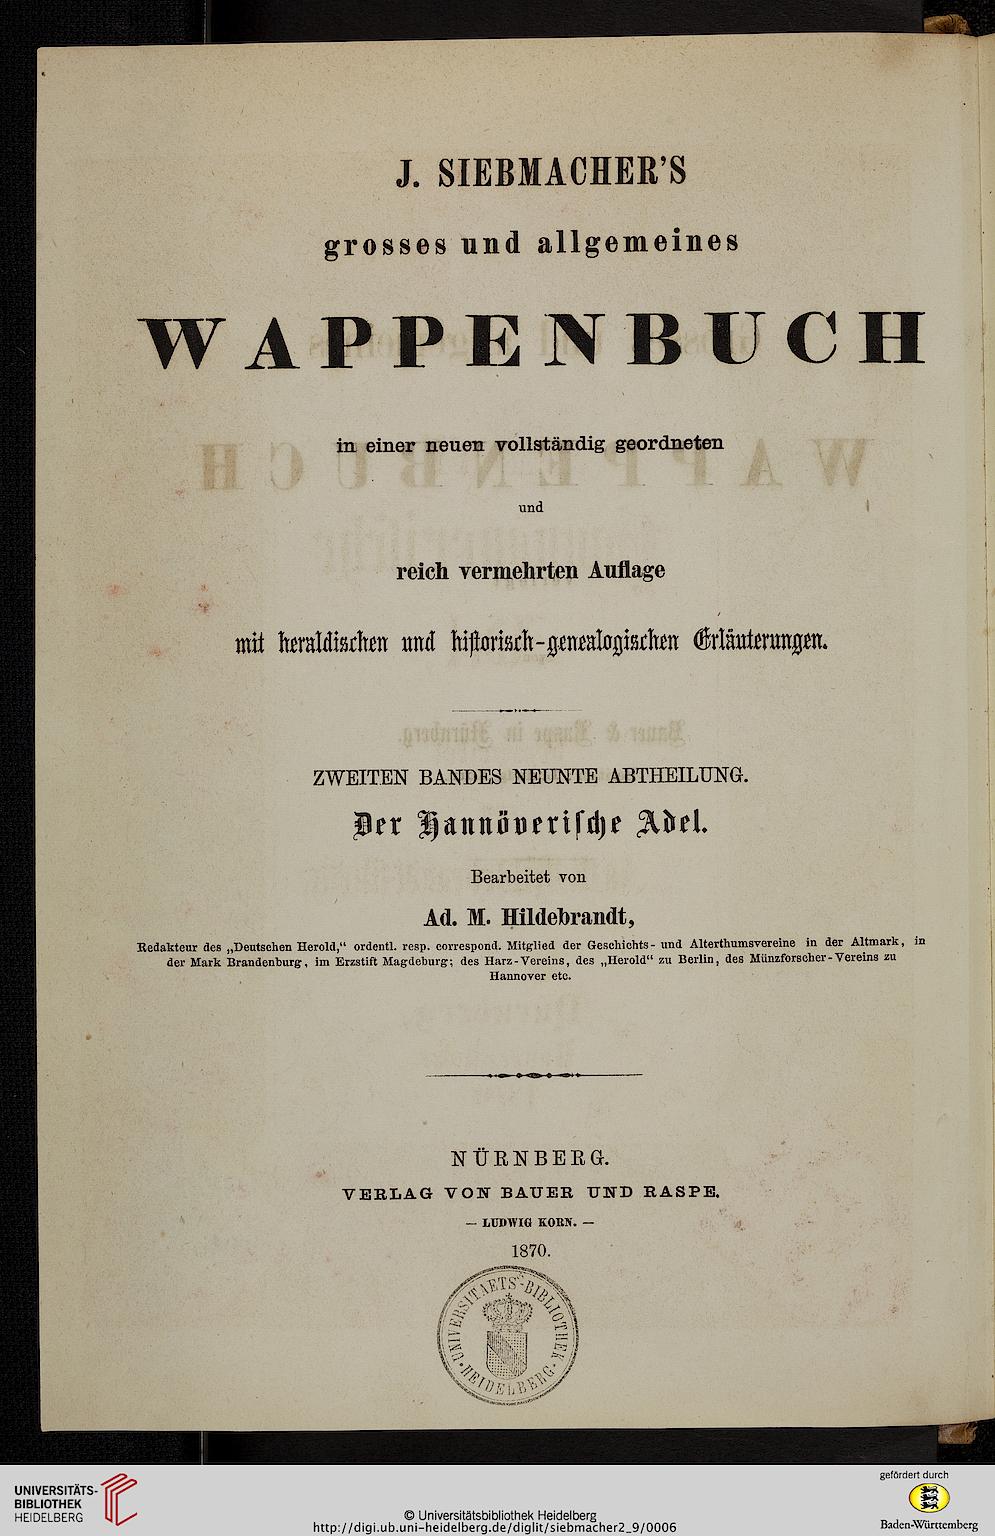 J. SIEBMACHER'S
grosses und allgemeines
WAPPENBUCH
in einer neuen vollständig geordneten
und
reich vermehrten Auflage
mit heraldischen und hiſtorisch-genealogischen Erläuterungen.
ZWEITEN BANDES NEUNTE ABTHEILUNG.
Der Hannöveriſche Adel.
Bearbeitet von
Ad. M. Hildebrandt,
Redakteur des „Deutschen Herold,“ ordentl. resp. correspond. Mitglied der Geschichts- und Alterthumsvereine in der Altmark, in
der Mark Brandenburg, im Erzstift Magdeburg; des Harz-Vereins, des „Herold“ zu Berlin, des Münzforscher-Vereins zu
Hannover etc.
NÜRNBERG.
VERLAG VON BAUER UND RASPE.
— LUDWIG KORN. —
1870.
UNIVERSITAETS-BIBLIOTHEK
HEIDELBERG
UNIVERSITÄTS-
BIBLIOTHEK
HEIDELBERG
© Universitätsbibliothek Heidelberg
http://digi.ub.uni-heidelberg.de/diglit/siebmacher2_9/0006
gefördert durch
Baden-Württemberg